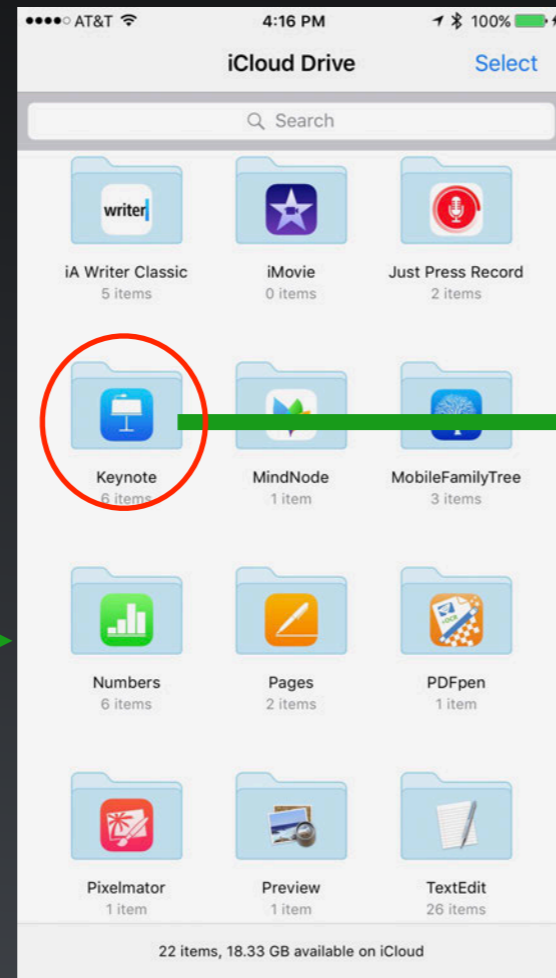 AT&T 4:16 PM 100%
iCloud Drive Select
Search
writer
iA Writer Classic iMovie Just Press Record
5 items 0 items 2 items
Keynote MindNode MobileFamilyTree
6 items 1 item 3 items
OCR
Numbers Pages PDFpen
6 items 2 items 1 item
Pixelmator Preview TextEdit
1 item 1 item 26 items
22 items, 18.33 GB available on iCloud